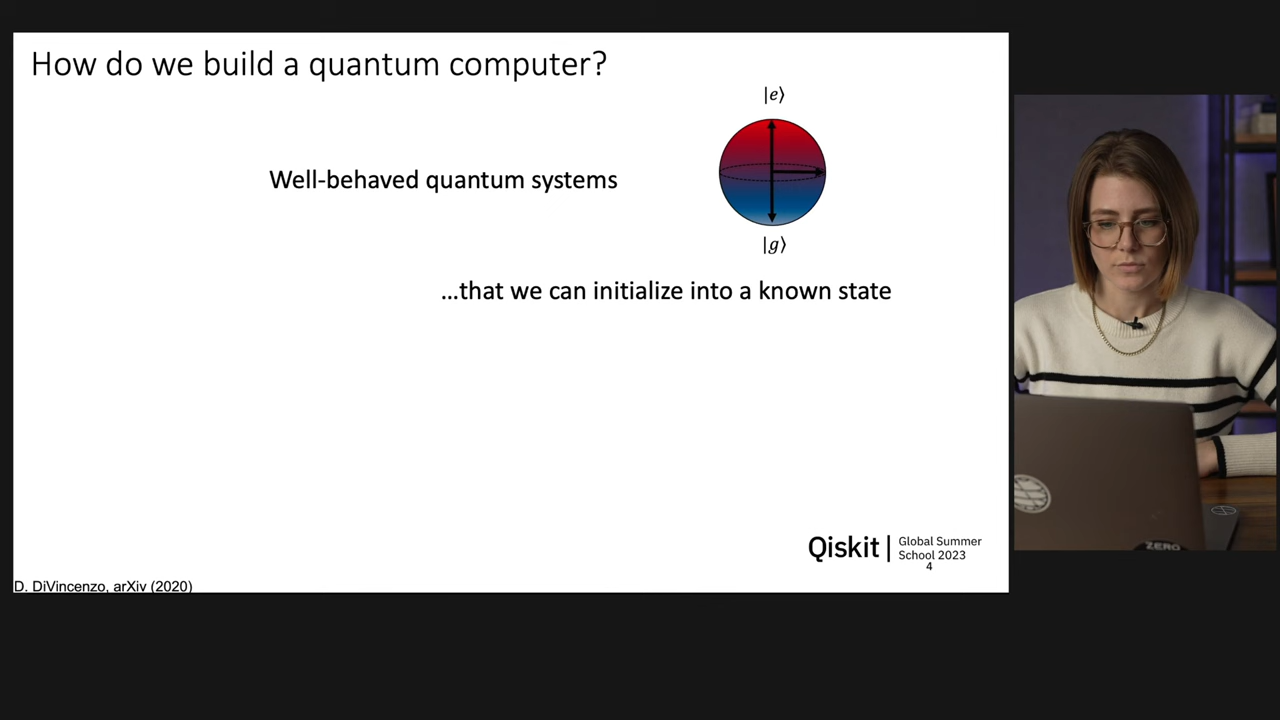 How do we build a quantum computer?
|e⟩
Well-behaved quantum systems
|g⟩
...that we can initialize into a known state
Qiskit | Global Summer
School 2023
4
D. DiVincenzo, arXiv (2020)
ZERO